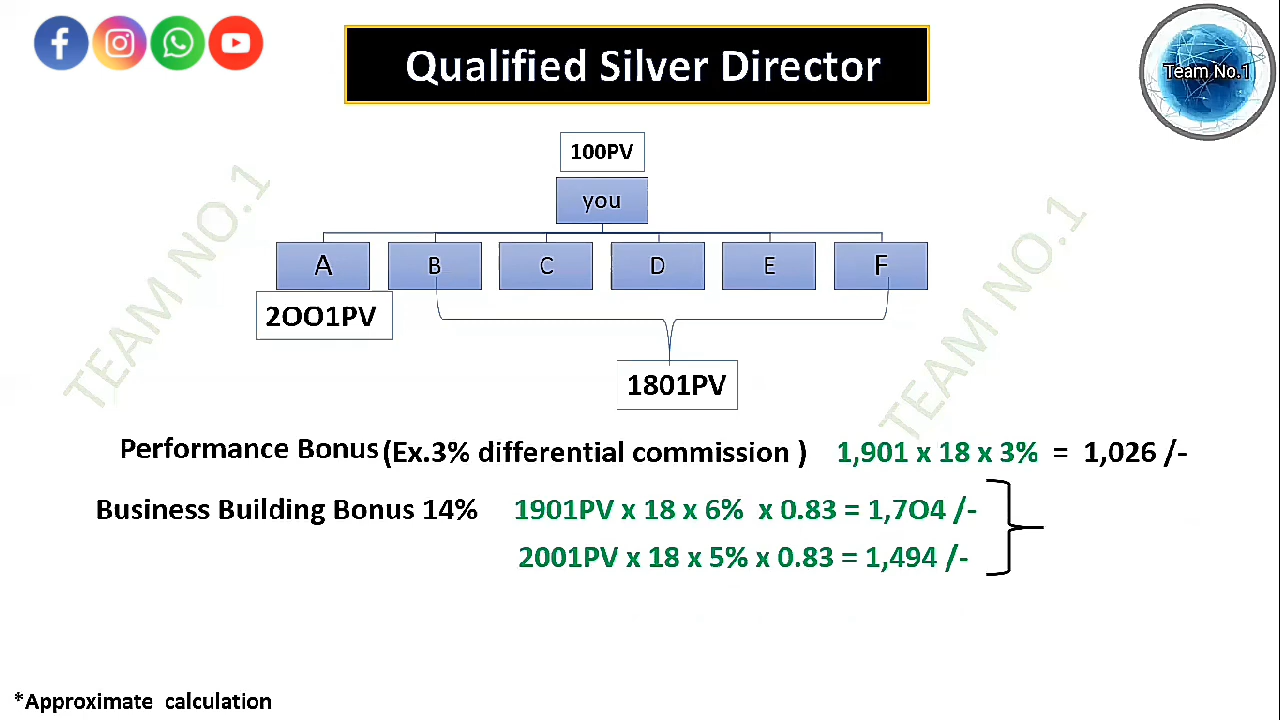 Qualified Silver Director
Team No.1
100PV
you
A B C D E F
2OO1PV
1801PV
TEAM NO.1
TEAM NO.1
Performance Bonus (Ex.3% differential commission ) 1,901 x 18 x 3% = 1,026 /-
Business Building Bonus 14% 1901PV x 18 x 6% x 0.83 = 1,7O4 /-
2001PV x 18 x 5% x 0.83 = 1,494 /-
*Approximate calculation